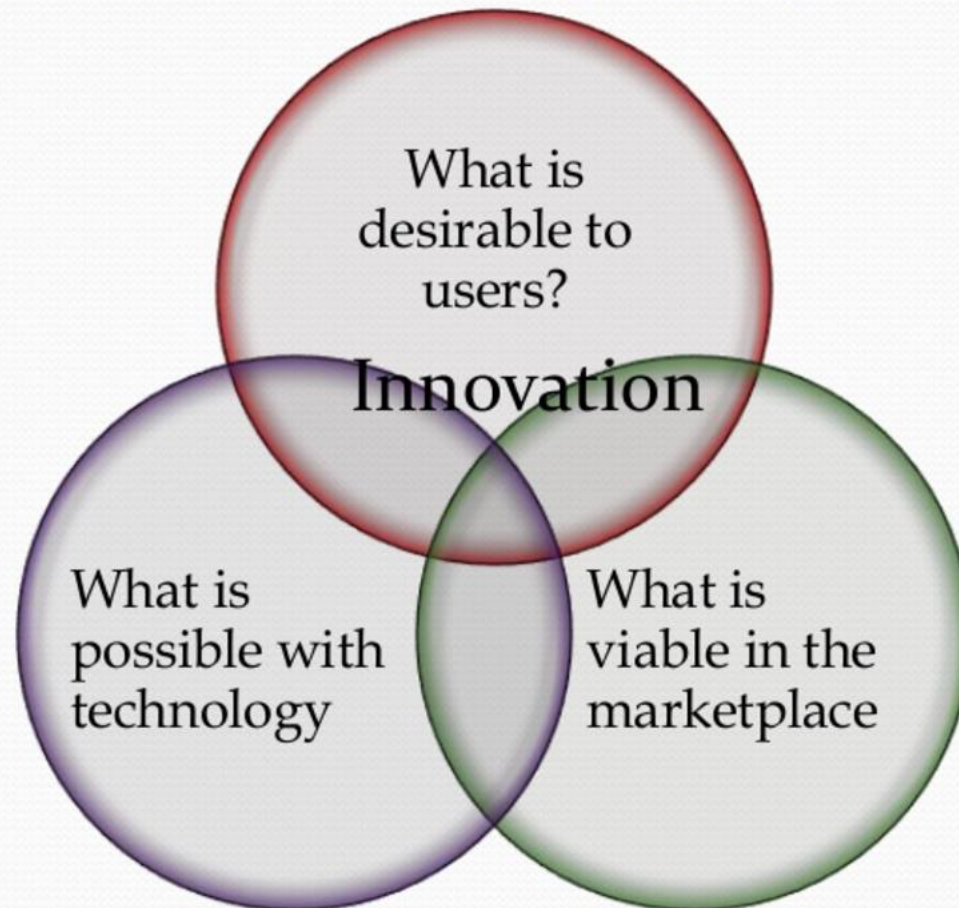 What is
desirable to
users?
Innovation
What is
possible with
technology
What is
viable in the
marketplace